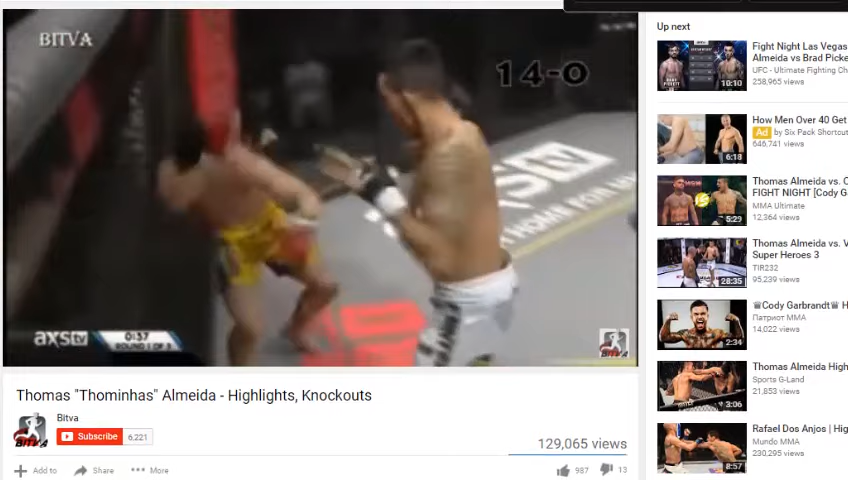 BITVA
14-0
axstv
0:37
ROUND 1 OF 3
Thomas "Thominhas" Almeida - Highlights, Knockouts
Bitva
Subscribe 6,221
129,065 views
Add to Share More
987 13
Up next
Fight Night Las Vegas
Almeida vs Brad Picke
UFC - Ultimate Fighting Ch
258,965 views
10:10
How Men Over 40 Get
Ad by Six Pack Shortcut
646,741 views
6:18
Thomas Almeida vs. C
FIGHT NIGHT [Cody G
MMA Ultimate
12,364 views
5:29
Thomas Almeida vs. V
Super Heroes 3
TIR232
95,239 views
28:35
♛Cody Garbrandt♛ H
Патриот ММА
14,022 views
2:34
Thomas Almeida High
Sports G-Land
21,853 views
3:06
Rafael Dos Anjos | Hig
Mundo MMA
230,295 views
8:57